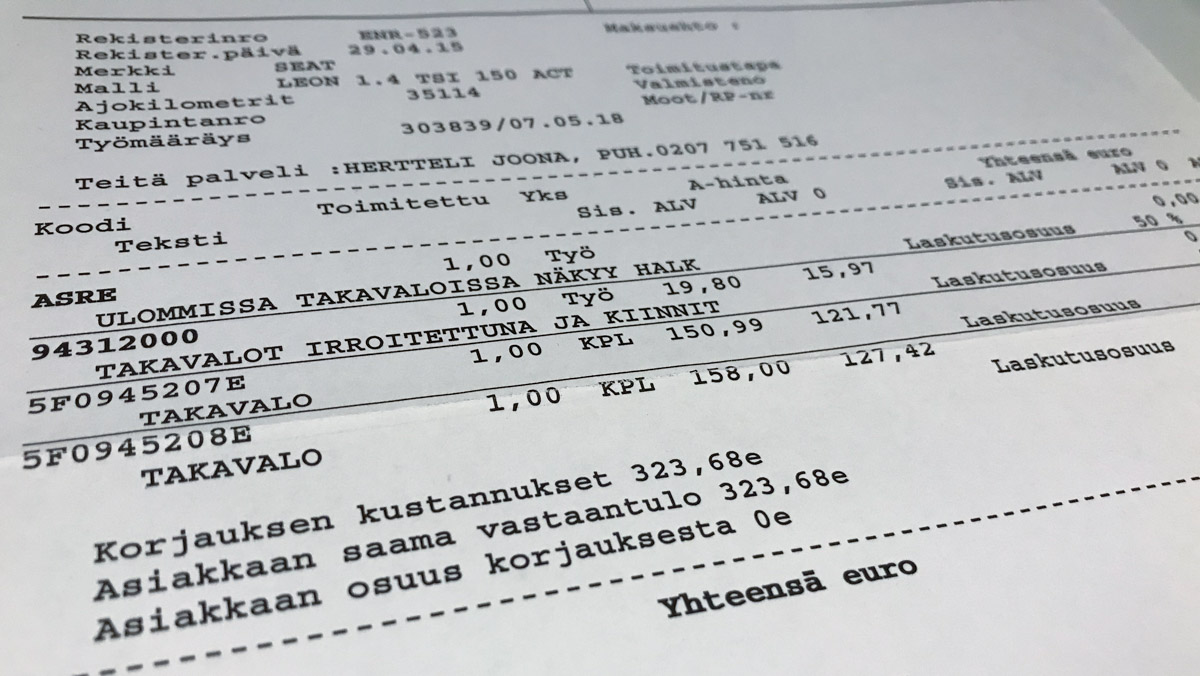 Rekisterinro ENR-523 Maksuehto :
Rekister.päivä 29.04.15
Merkki SEAT Toimitustapa
Malli LEON 1.4 TSI 150 ACT Valmisteno
Ajokilometrit 35114 Moot/RP-nr
Kaupintanro
Työmääräys 303839/07.05.18
Teitä palveli :HERTTELI JOONA, PUH.0207 751 516
Koodi Toimitettu Yks A-hinta Yhteensä euro
Teksti Sis. ALV ALV 0 Sis. ALV ALV 0
ASRE 1,00 Työ Laskutusosuus 0,00
ULOMMISSA TAKAVALOISSA NÄKYY HALK 50 %
94312000 1,00 Työ 19,80 15,97 Laskutusosuus
TAKAVALOT IRROITETTUNA JA KIINNIT
5F0945207E 1,00 KPL 150,99 121,77 Laskutusosuus
TAKAVALO
5F0945208E 1,00 KPL 158,00 127,42 Laskutusosuus
TAKAVALO
Korjauksen kustannukset 323,68e
Asiakkaan saama vastaantulo 323,68e
Asiakkaan osuus korjauksesta 0e
Yhteensä euro